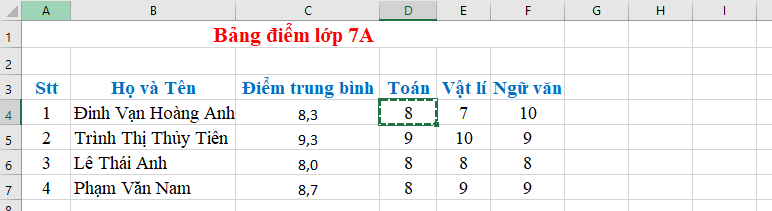 A B C D E F G H I
1 Bảng điểm lớp 7A
2
3 Stt Họ và Tên Điểm trung bình Toán Vật lí Ngữ văn
4 1 Đinh Vạn Hoàng Anh 8,3 8 7 10
5 2 Trình Thị Thùy Tiên 9,3 9 10 9
6 3 Lê Thái Anh 8,0 8 8 8
7 4 Phạm Văn Nam 8,7 8 9 9
8